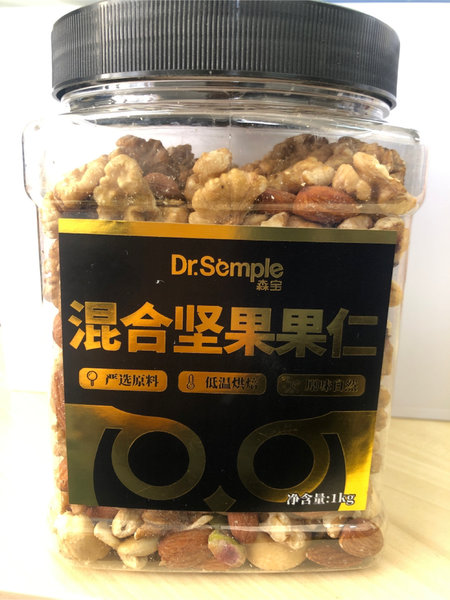 Dr.Semple
森宝
混合坚果果仁
严选原料 低温烘焙 原味自然
净含量:1kg